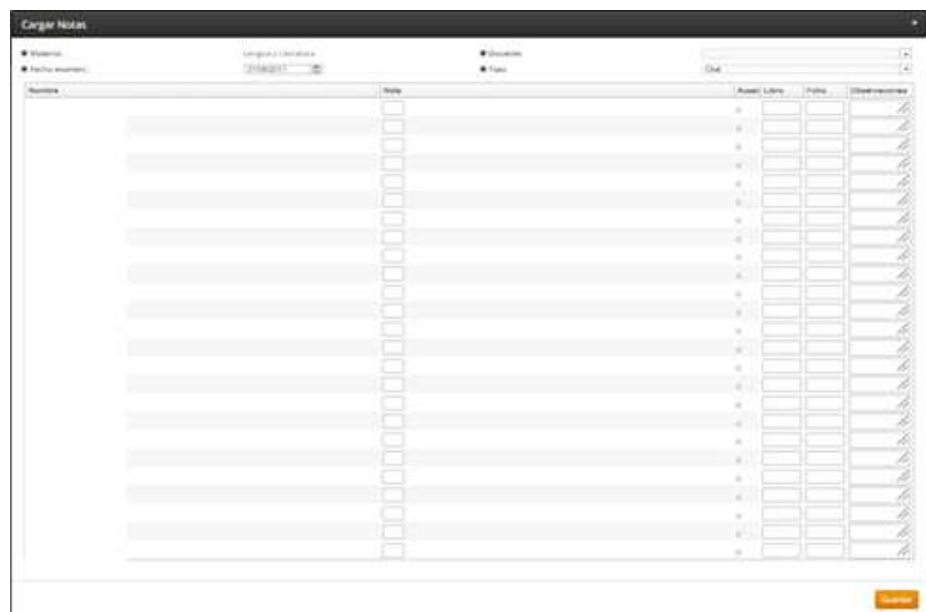 Cargar Notas
Materia: Lengua y Literatura Docente:
Fecha examen: Tipo: Oral
Nombre Nota Ausen Libro Folio Observaciones
Guardar